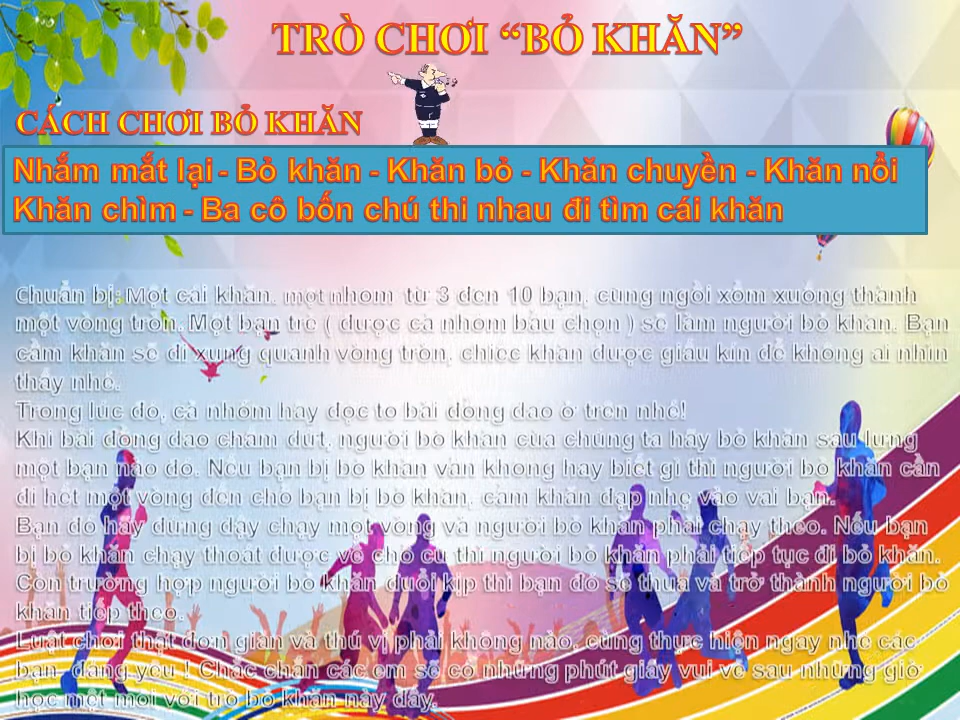 TRÒ CHƠI “BỎ KHĂN”
CÁCH CHƠI BỎ KHĂN
Nhắm mắt lại - Bỏ khăn - Khăn bỏ - Khăn chuyền - Khăn nổi
Khăn chìm - Ba cô bốn chú thi nhau đi tìm cái khăn
Chuẩn bị: Một cái khăn, một nhóm từ 3 đến 10 bạn, cùng ngồi xổm xuống thành
một vòng tròn. Một bạn trẻ ( được cả nhóm bầu chọn ) sẽ làm người bỏ khăn. Bạn
cầm khăn sẽ đi xung quanh vòng tròn, chiếc khăn được giấu kín để không ai nhìn
thấy nhé.
Trong lúc đó, cả nhóm hãy đọc to bài đồng dao ở trên nhé!
Khi bài đồng dao chấm dứt, người bỏ khăn của chúng ta hãy bỏ khăn sau lưng
một bạn nào đó. Nếu bạn bị bỏ khăn vẫn không hay biết gì thì người bỏ khăn cần
đi hết một vòng đến chỗ bạn bị bỏ khăn, cầm khăn đập nhẹ vào vai bạn.
Bạn đó hãy đứng dậy chạy một vòng và người bỏ khăn phải chạy theo. Nếu bạn
bị bỏ khăn chạy thoát được về chỗ cũ thì người bỏ khăn phải tiếp tục đi bỏ khăn.
Còn trường hợp người bỏ khăn đuổi kịp thì bạn đó sẽ thua và trở thành người bỏ
khăn tiếp theo.
Luật chơi thật đơn giản và thú vị phải không nào, cùng thực hiện ngay nhé các
bạn đáng yêu ! Chắc chắn các em sẽ có những phút giây vui vẻ sau những giờ
học mệt mỏi với trò bỏ khăn này đấy.